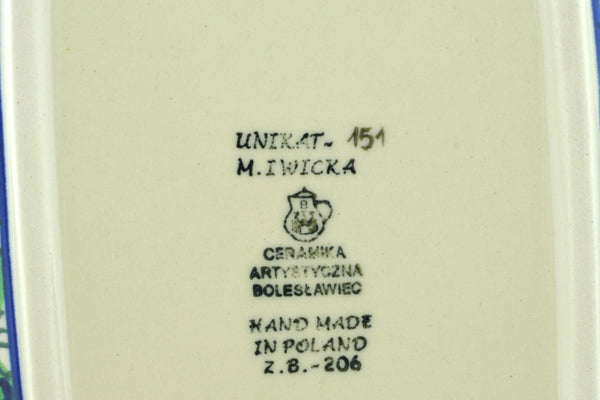 UNIKAT~ 151
M.IWICKA
CERAMIKA
ARTYSTYCZNA
BOLESŁAWIEC
HAND MADE
IN POLAND
Z.B.-206